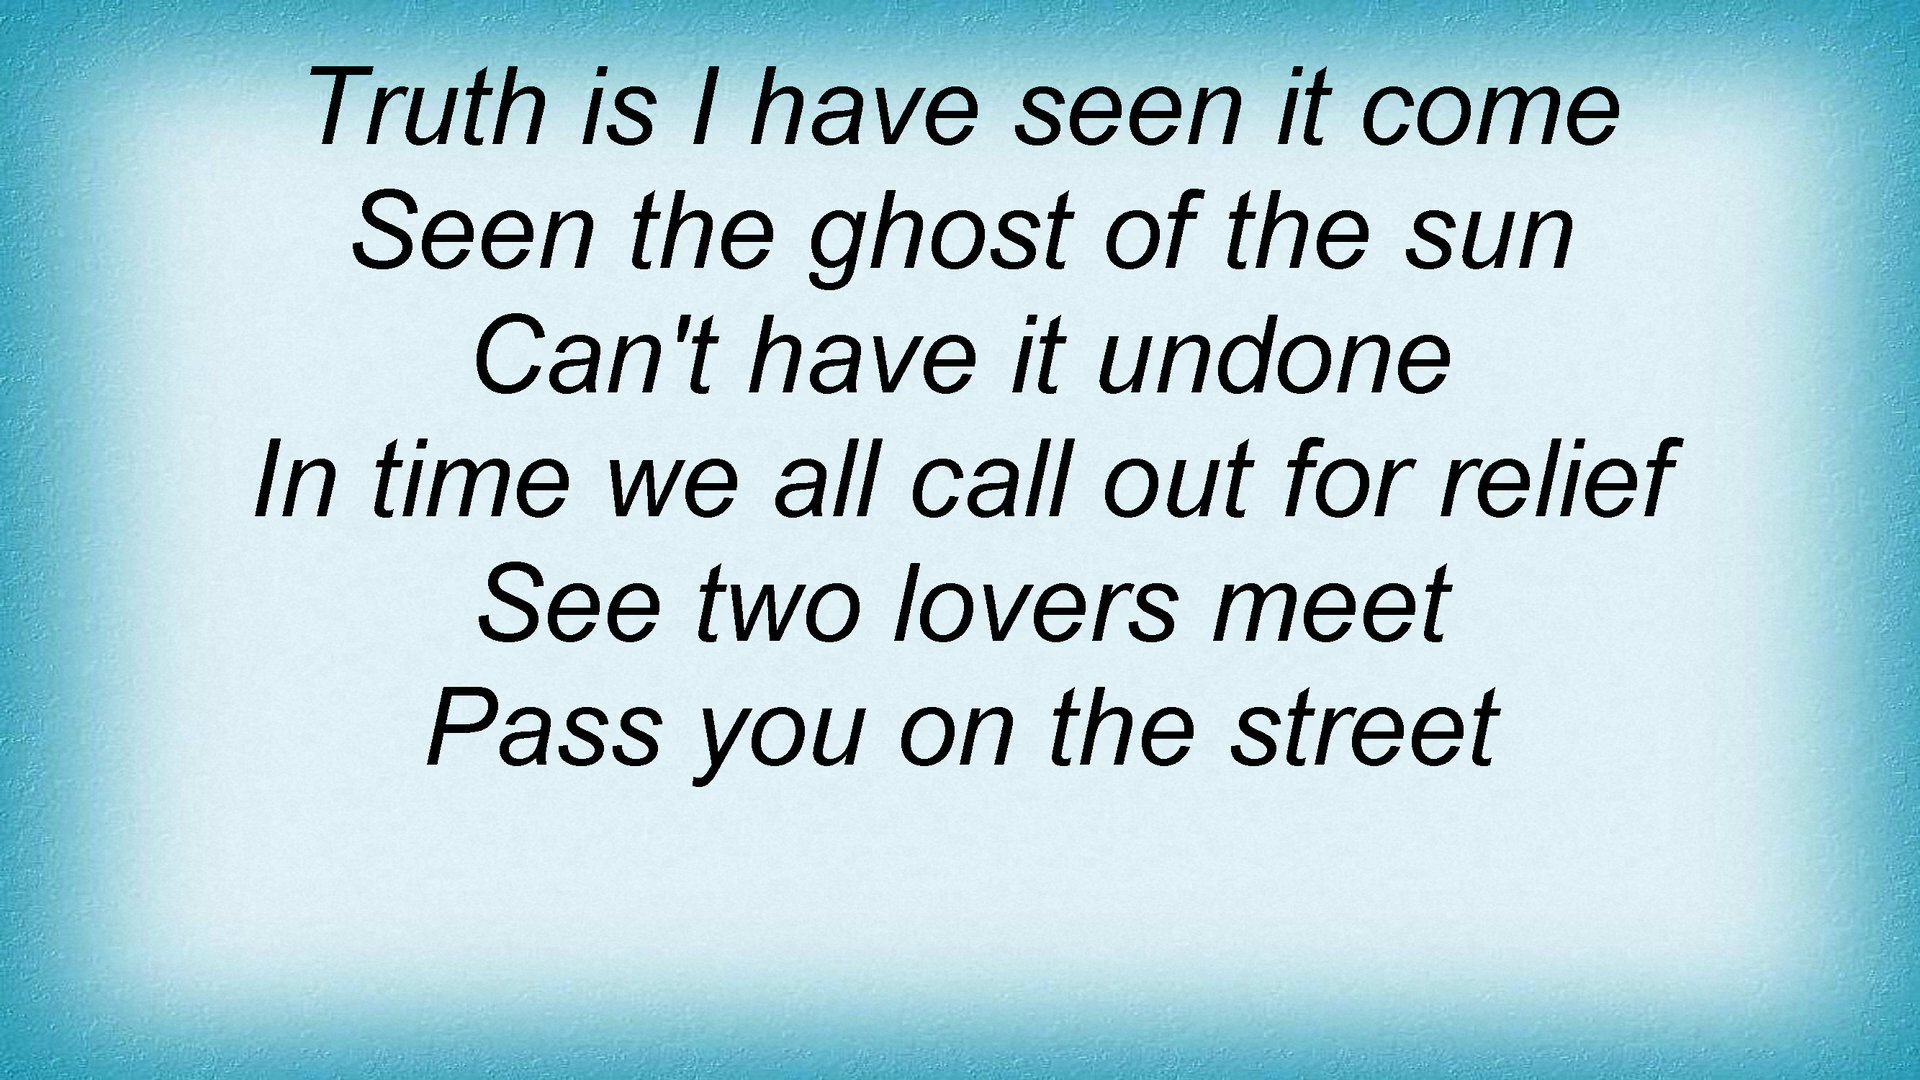 Truth is I have seen it come
Seen the ghost of the sun
Can't have it undone
In time we all call out for relief
See two lovers meet
Pass you on the street